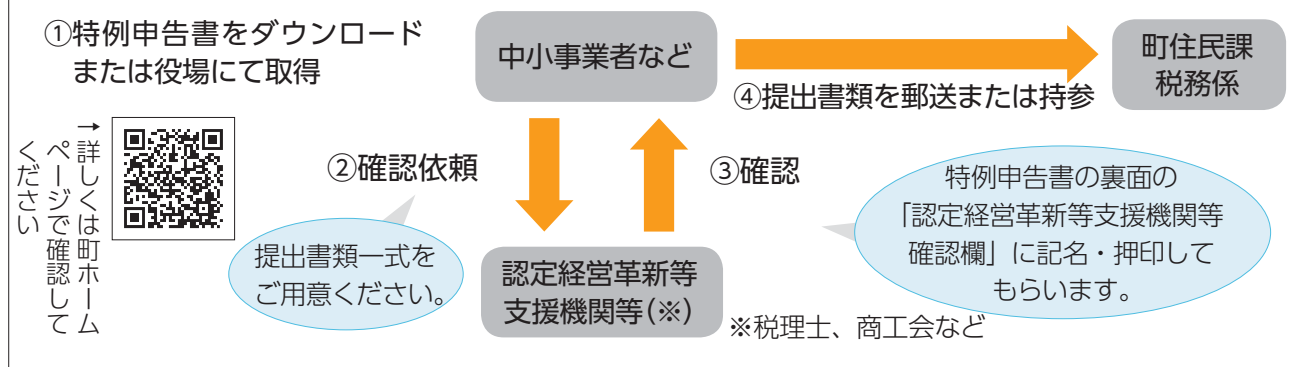 ①特例申告書をダウンロード
または役場にて取得
中小事業者など
町住民課
税務係
④提出書類を郵送または持参
↑詳しくは町ホーム
ページで確認して
ください
②確認依頼
③確認
提出書類一式を
ご用意ください。
認定経営革新等
支援機関等(※)
※税理士、商工会など
特例申告書の裏面の
「認定経営革新等支援機関等
確認欄」に記名・押印して
もらいます。